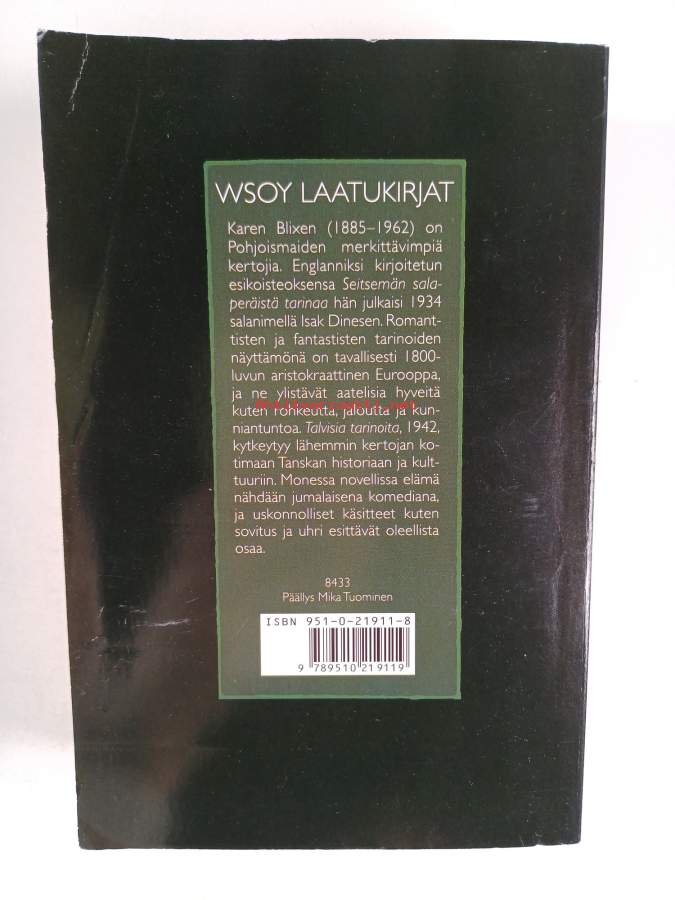 WSOY LAATUKIRJAT
Karen Blixen (1885–1962) on
Pohjoismaiden merkittävimpiä
kertojia. Englanniksi kirjoitetun
esikoisteoksensa Seitsemän sala-
peräistä tarinaa hän julkaisi 1934
salanimellä Isak Dinesen. Romant-
tisten ja fantastisten tarinoiden
näyttämönä on tavallisesti 1800-
luvun aristokraattinen Eurooppa,
ja ne ylistävät aatelisia hyveitä
kuten rohkeutta, jaloutta ja kun-
niantuntoa. Talvisia tarinoita, 1942,
kytkeytyy lähemmin kertojan ko-
timaan Tanskan historiaan ja kult-
tuuriin. Monessa novellissa elämä
nähdään jumalaisena komediana,
ja uskonnolliset käsitteet kuten
sovitus ja uhri esittävät oleellista
osaa.
8433
Päällys Mika Tuominen
ISBN 951-0-21911-8
9 789510 219119